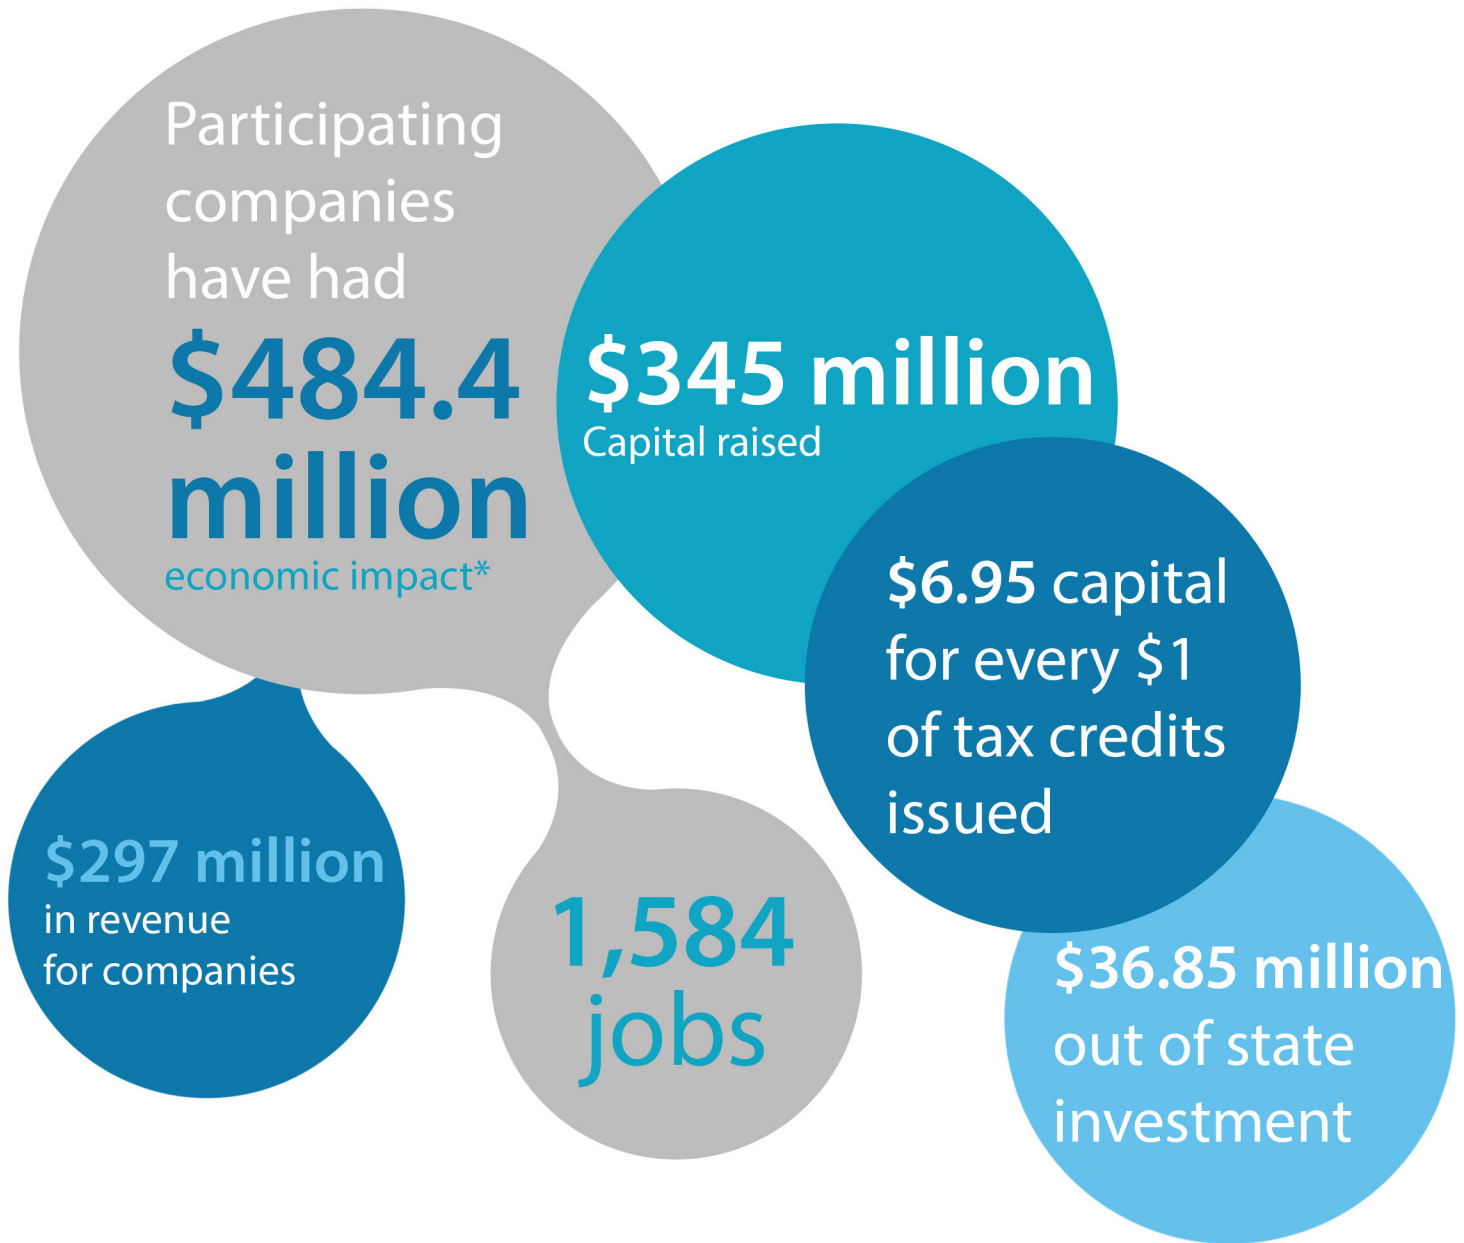 Participating
companies
have had
$484.4
million
economic impact*
$345 million
Capital raised
$6.95 capital
for every $1
of tax credits
issued
$297 million
in revenue
for companies
1,584
jobs
$36.85 million
out of state
investment